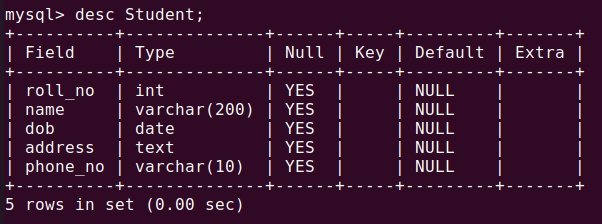 mysql> desc Student;
+----------+--------------+------+-----+---------+-------+
| Field    | Type         | Null | Key | Default | Extra |
+----------+--------------+------+-----+---------+-------+
| roll_no  | int          | YES  |     | NULL    |       |
| name     | varchar(200) | YES  |     | NULL    |       |
| dob      | date         | YES  |     | NULL    |       |
| address  | text         | YES  |     | NULL    |       |
| phone_no | varchar(10)  | YES  |     | NULL    |       |
+----------+--------------+------+-----+---------+-------+
5 rows in set (0.00 sec)